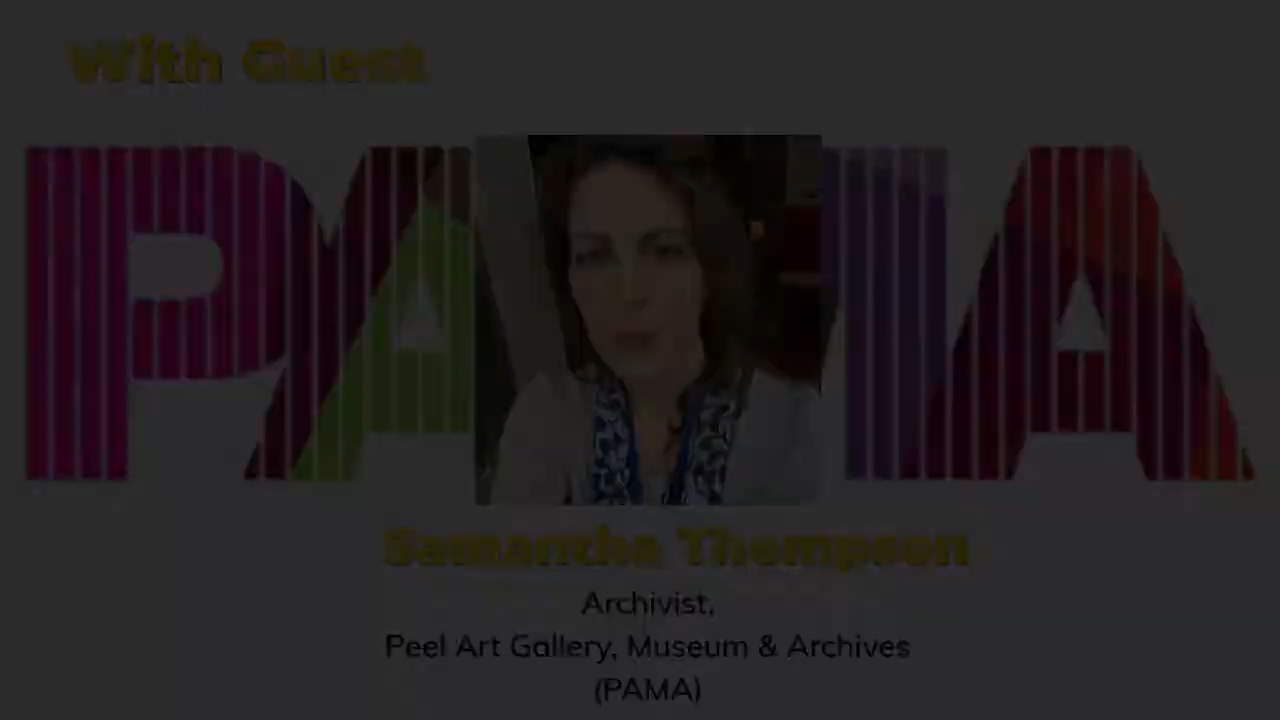 With Guest
PAMA
Samantha Thompson
Archivist,
Peel Art Gallery, Museum & Archives
(PAMA)